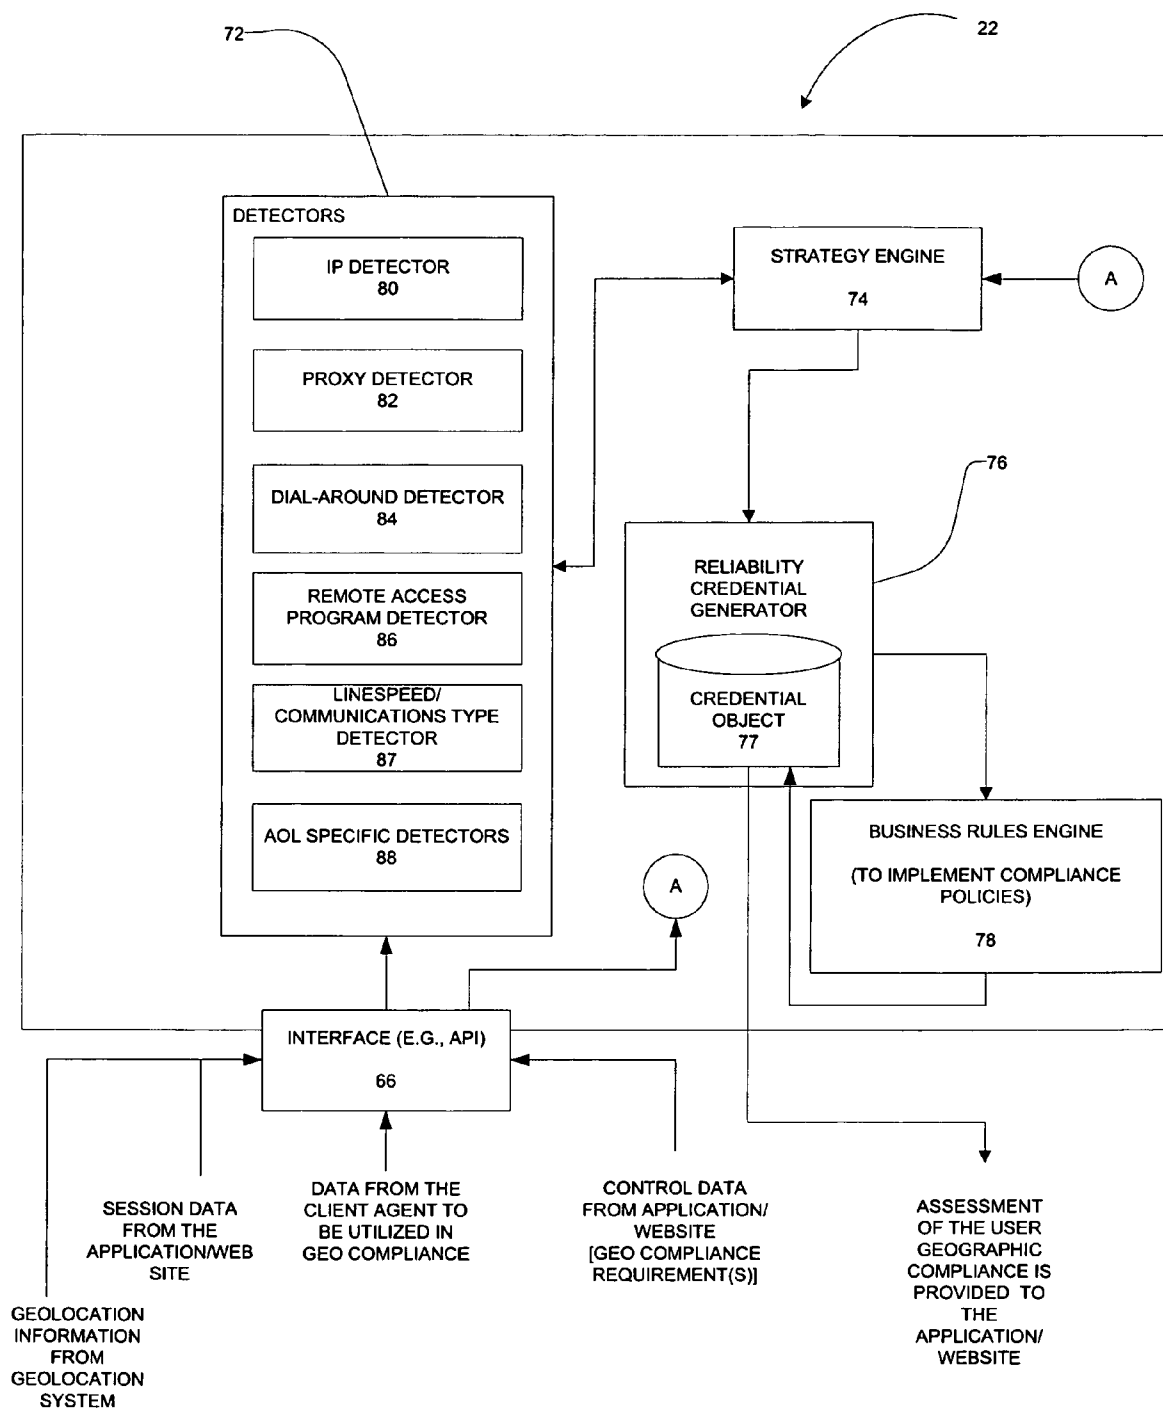 72
22
DETECTORS
IP DETECTOR
80
PROXY DETECTOR
82
DIAL-AROUND DETECTOR
84
REMOTE ACCESS
PROGRAM DETECTOR
86
LINESPEED/
COMMUNICATIONS TYPE
DETECTOR
87
AOL SPECIFIC DETECTORS
88
STRATEGY ENGINE
74
A
76
RELIABILITY
CREDENTIAL
GENERATOR
CREDENTIAL
OBJECT
77
BUSINESS RULES ENGINE
(TO IMPLEMENT COMPLIANCE
POLICIES)
78
A
INTERFACE (E.G., API)
66
GEOLOCATION
INFORMATION
FROM
GEOLOCATION
SYSTEM
SESSION DATA
FROM THE
APPLICATION/WEB
SITE
DATA FROM THE
CLIENT AGENT TO
BE UTILIZED IN
GEO COMPLIANCE
CONTROL DATA
FROM APPLICATION/
WEBSITE
[GEO COMPLIANCE
REQUIREMENT(S)]
ASSESSMENT
OF THE USER
GEOGRAPHIC
COMPLIANCE IS
PROVIDED TO
THE
APPLICATION/
WEBSITE